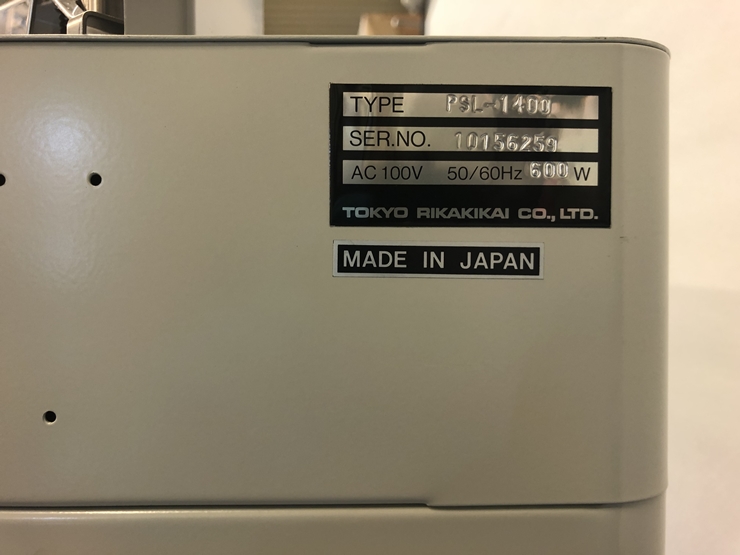 TYPE PSL-1400
SER.NO. 10156259
AC 100V 50/60Hz 600 W
TOKYO RIKAKIKAI CO., LTD.
MADE IN JAPAN